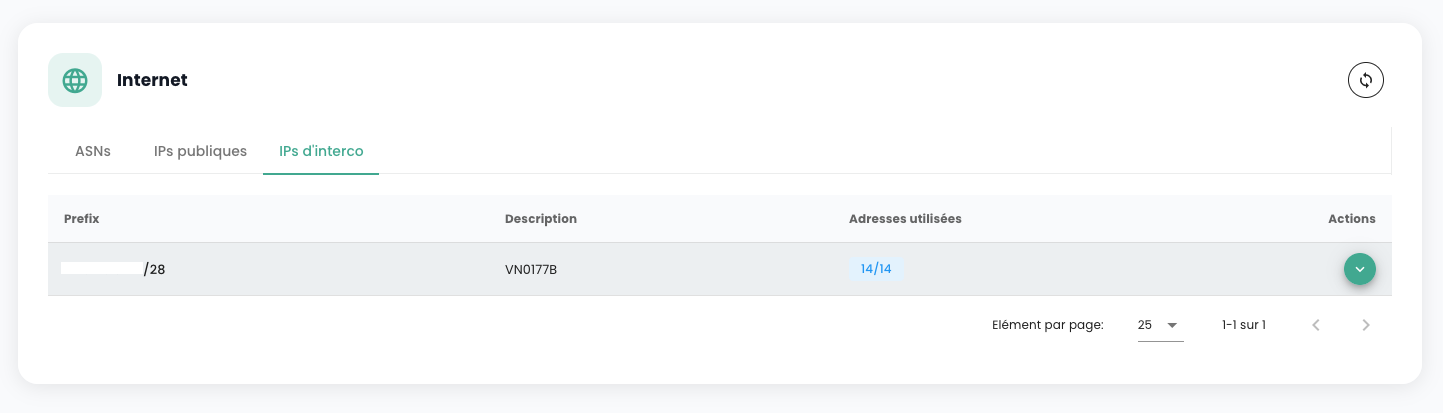 Internet
ASNs IPs publiques IPs d'interco
Prefix Description Adresses utilisées Actions
/28 VN0177B 14/14
Elément par page: 25 1-1 sur 1